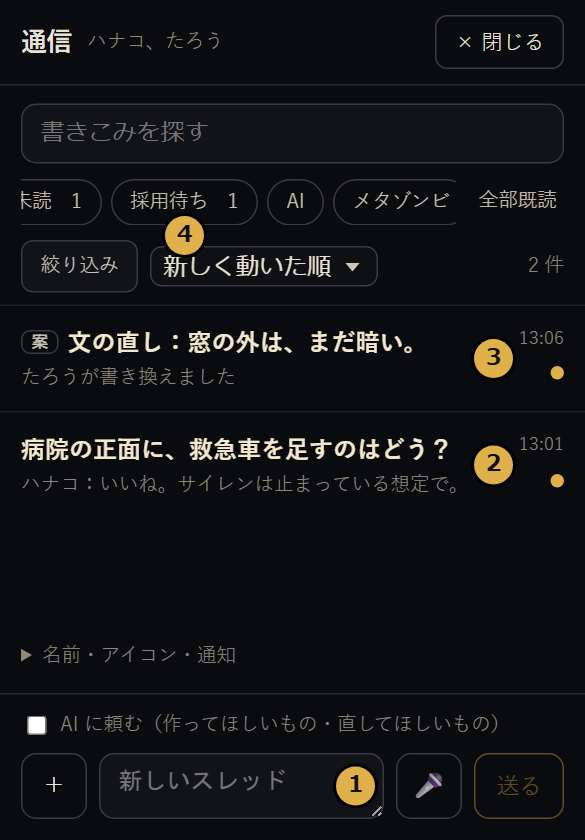 通信 ハナコ、たろう × 閉じる
書きこみを探す
未読 1 採用待ち 1 AI メタゾンビ 全部既読
4
絞り込み 新しく動いた順 2 件
案 文の直し：窓の外は、まだ暗い。 3 13:06
たろうが書き換えました
病院の正面に、救急車を足すのはどう？ 2 13:01
ハナコ：いいね。サイレンは止まっている想定で。
名前・アイコン・通知
AI に頼む（作ってほしいもの・直してほしいもの）
+ 新しいスレッド 1 送る